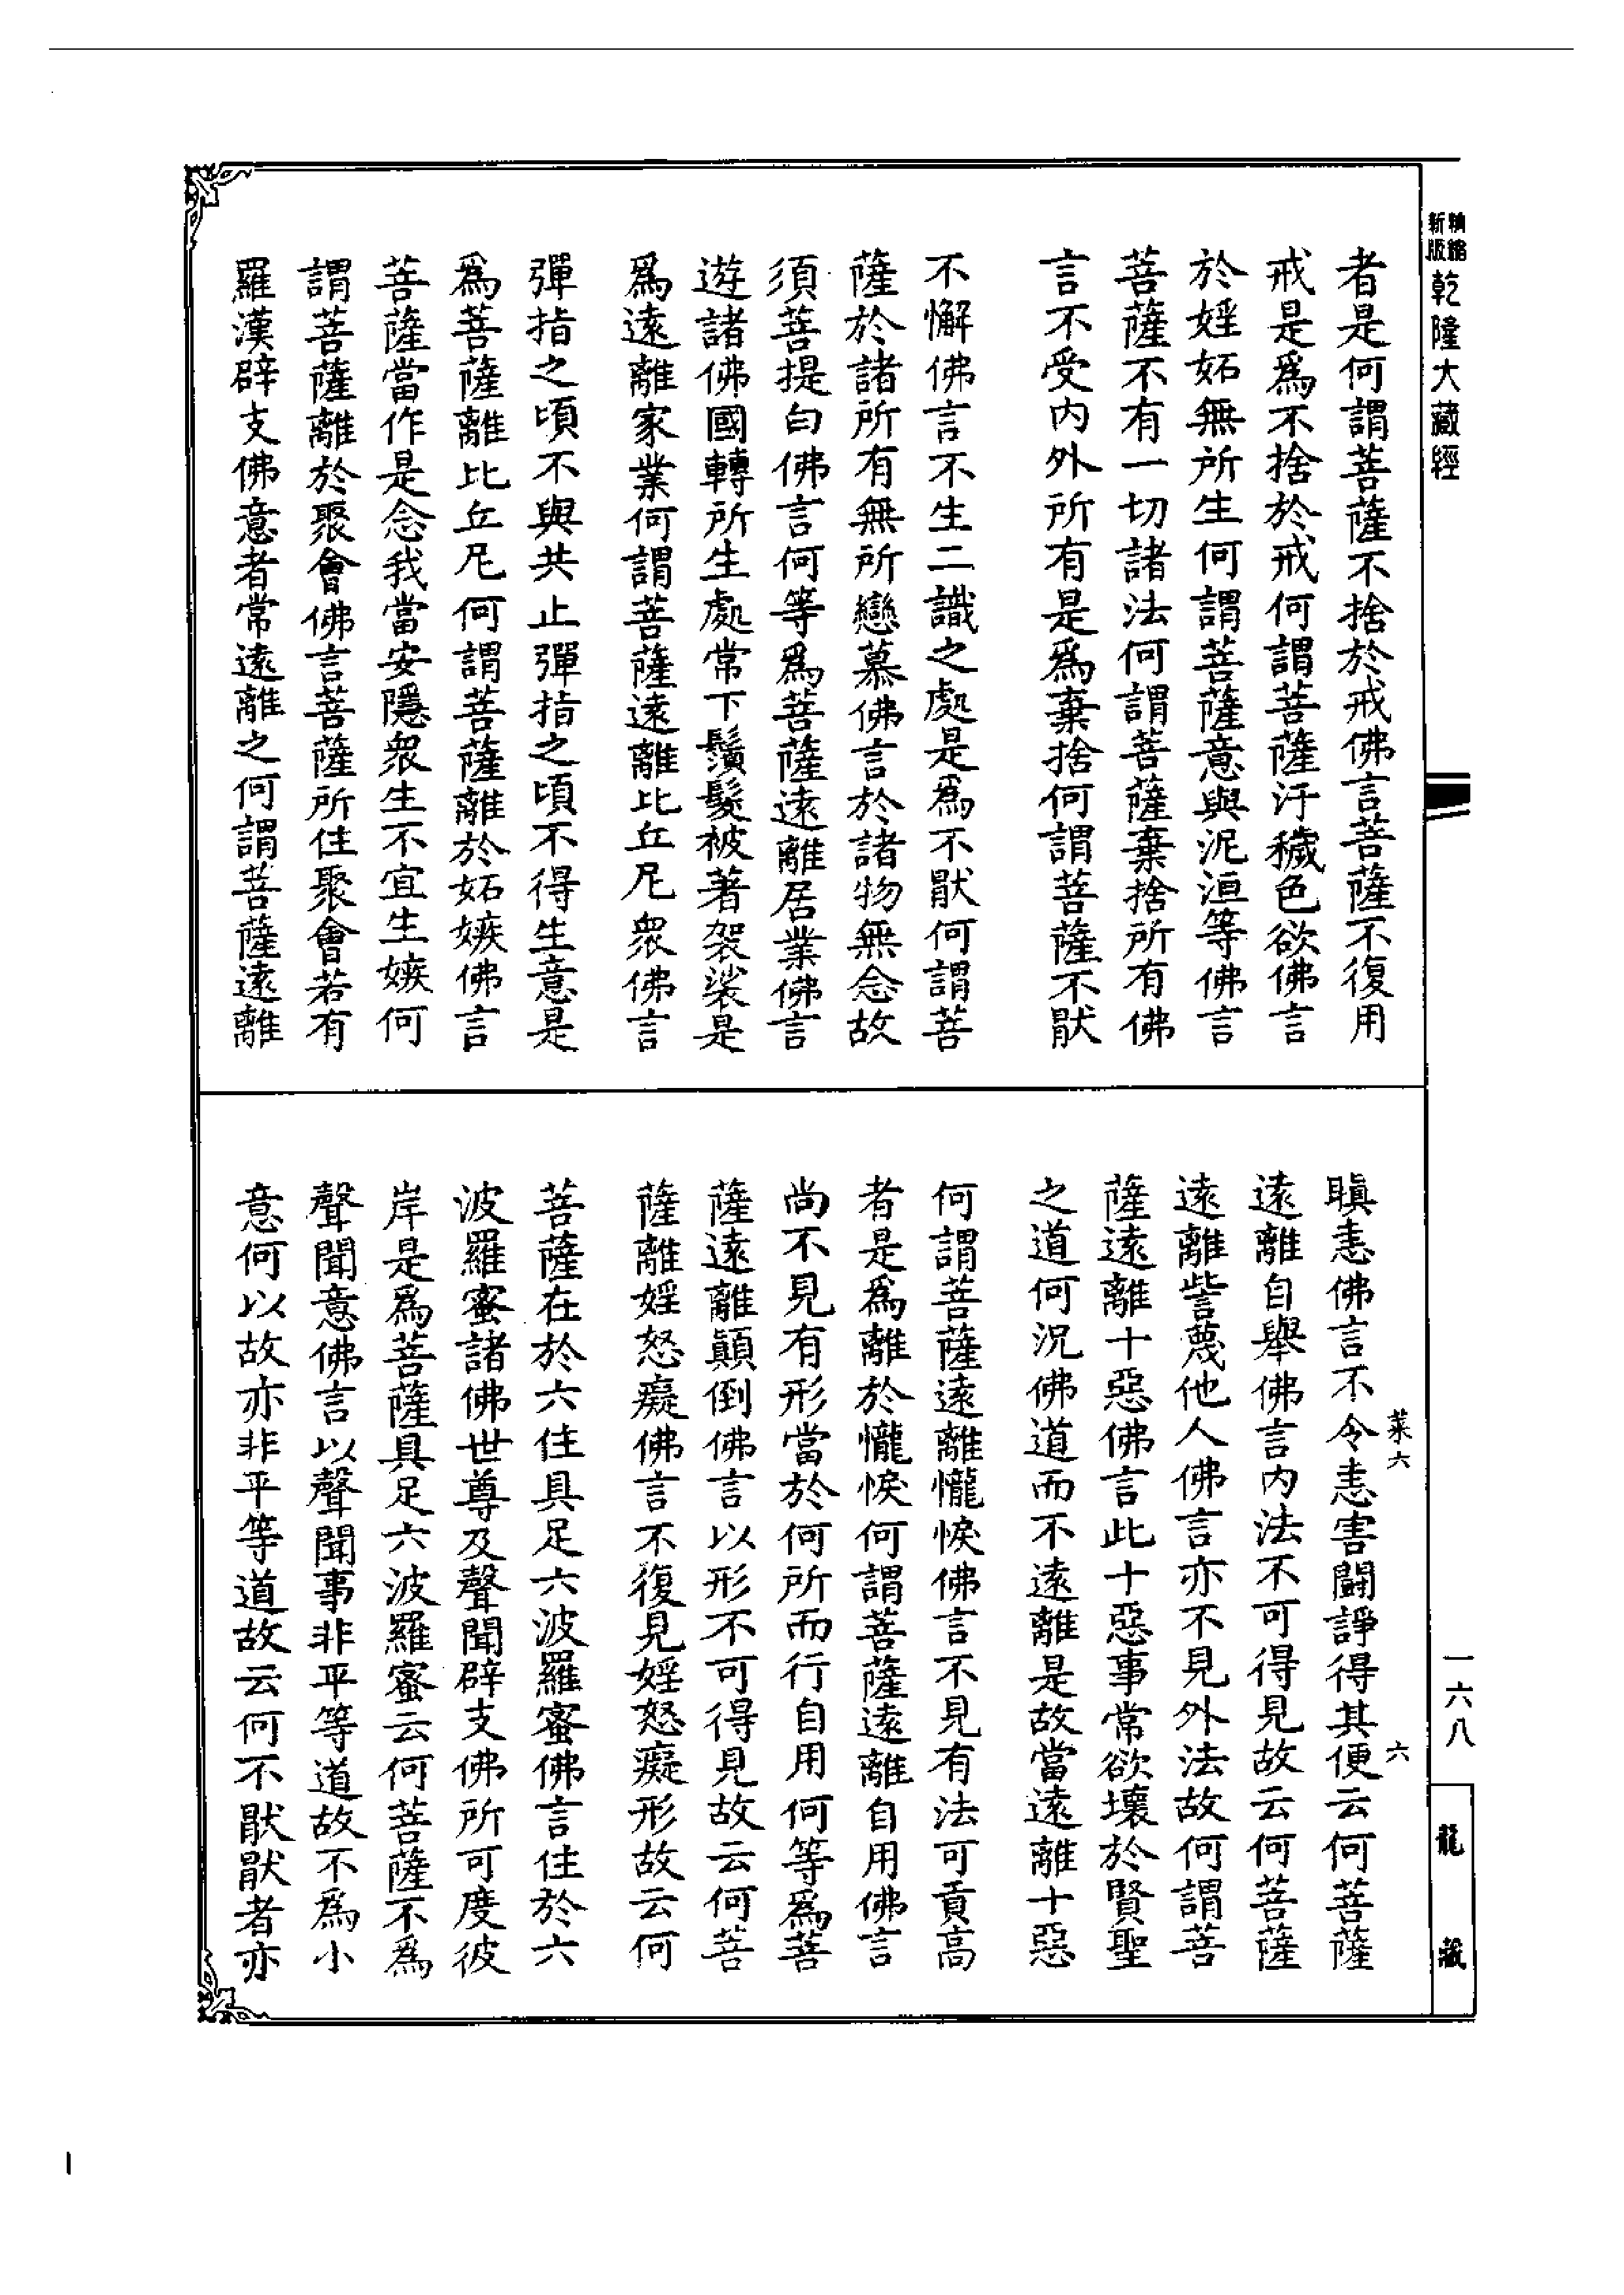 精縮新版
乾隆大藏經
者是何謂菩薩不捨於戒佛言菩薩不復用
戒是爲不捨於戒何謂菩薩汙穢色欲佛言
於婬妬無所生何謂菩薩意與泥洹等佛言
菩薩不有一切諸法何謂菩薩棄捨所有佛
言不受內外所有是爲棄捨何謂菩薩不猒
不懈佛言不生二識之處是爲不猒何謂菩
薩於諸所有無所戀慕佛言於諸物無念故
須菩提白佛言何等爲菩薩遠離居業佛言
遊諸佛國轉所生處常下鬚髮被著袈裟是
爲遠離家業何謂菩薩遠離比丘尼衆佛言
彈指之頃不與共止彈指之頃不得生意是
爲菩薩離比丘尼何謂菩薩離於妬嫉佛言
菩薩當作是念我當安隱衆生不宜生嫉何
謂菩薩離於聚會佛言菩薩所住聚會若有
羅漢辟支佛意者常遠離之何謂菩薩遠離
瞋恚佛言不令恚害鬪諍得其便云何菩薩
遠離自舉佛言內法不可得見故云何菩薩
遠離呰蔑他人佛言亦不見外法故何謂菩
薩遠離十惡佛言此十惡事常欲壞於賢聖
之道何況佛道而不遠離是故當遠離十惡
何謂菩薩遠離憹悷佛言不見有法可貢高
者是爲離於憹悷何謂菩薩遠離自用佛言
尚不見有形當於何所而行自用何等爲菩
薩遠離顛倒佛言以形不可得見故云何菩
薩離婬怒癡佛言不復見婬怒癡形故云何
菩薩在於六住具足六波羅蜜佛言住於六
波羅蜜諸佛世尊及聲聞辟支佛所可度彼
岸是爲菩薩具足六波羅蜜云何菩薩不爲
聲聞意佛言以聲聞事非平等道故不爲小
意何以故亦非平等道故云何不猒猒者亦
菜六
六
一六八
龍藏